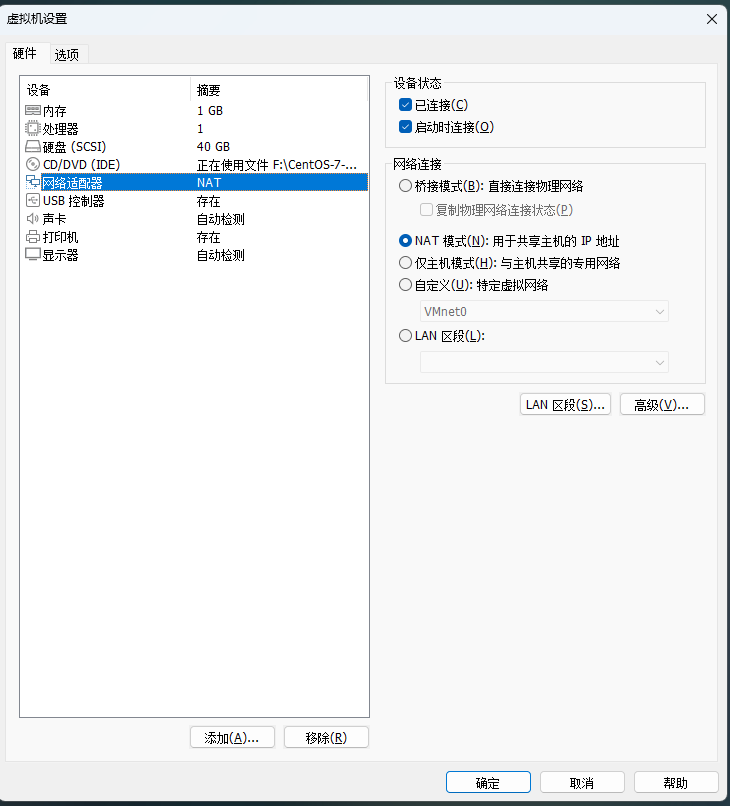 虚拟机设置
硬件 选项
设备 摘要
内存 1 GB
处理器 1
硬盘 (SCSI) 40 GB
CD/DVD (IDE) 正在使用文件 F:\CentOS-7-...
网络适配器 NAT
USB 控制器 存在
声卡 自动检测
打印机 存在
显示器 自动检测
添加(A)... 移除(R)
设备状态
已连接(C)
启动时连接(O)
网络连接
桥接模式(B): 直接连接物理网络
复制物理网络连接状态(P)
NAT 模式(N): 用于共享主机的 IP 地址
仅主机模式(H): 与主机共享的专用网络
自定义(U): 特定虚拟网络
VMnet0
LAN 区段(L):
LAN 区段(S)... 高级(V)...
确定 取消 帮助